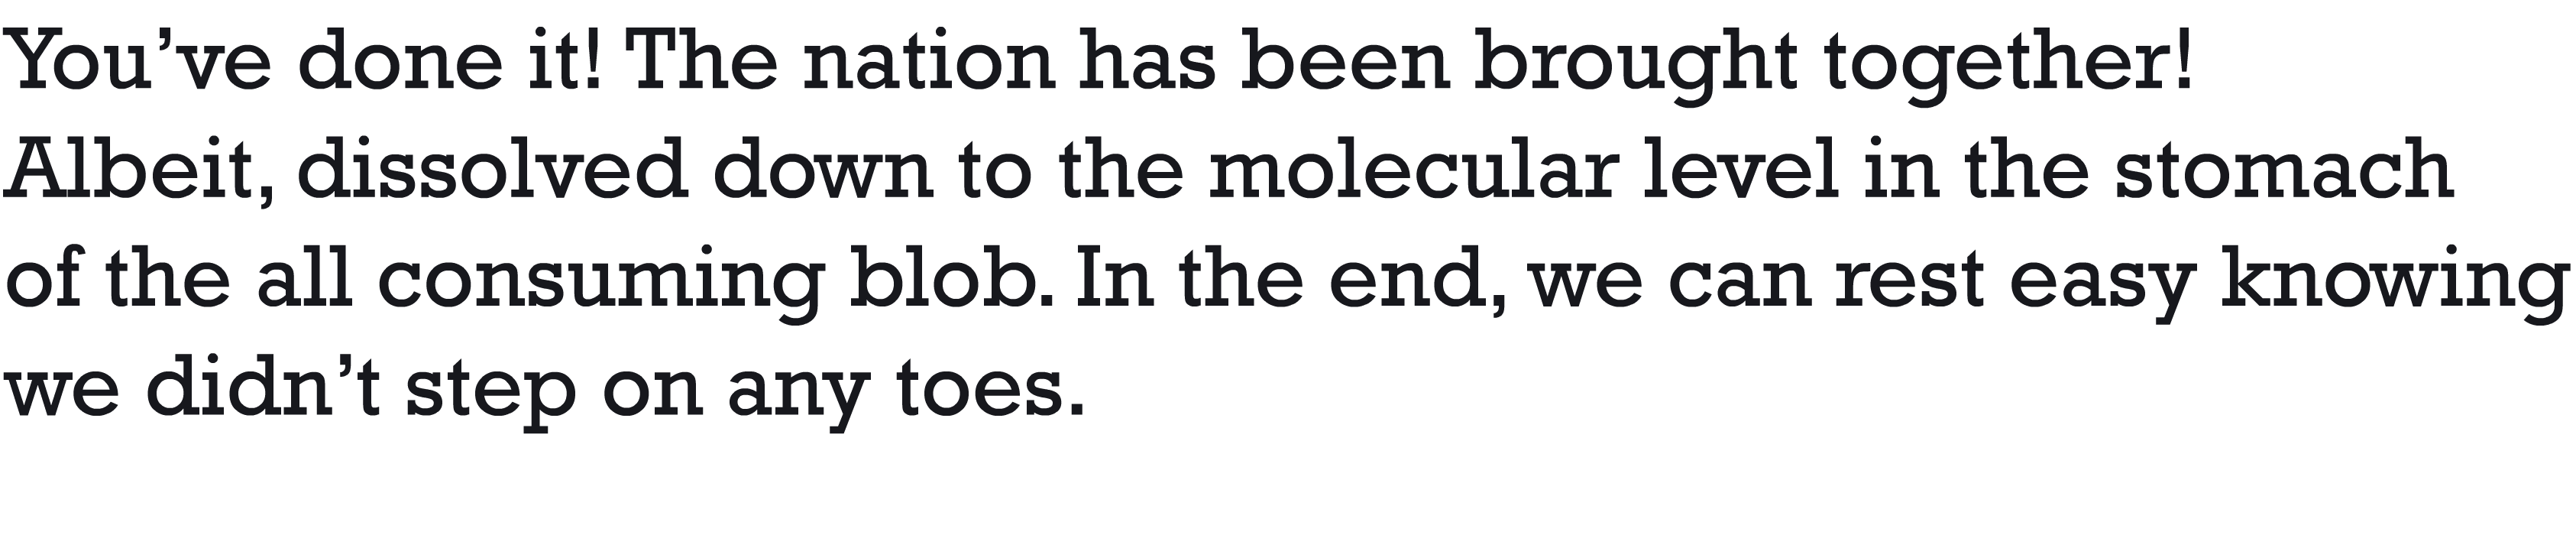 You’ve done it! The nation has been brought together!
Albeit, dissolved down to the molecular level in the stomach
of the all consuming blob. In the end, we can rest easy knowing
we didn’t step on any toes.